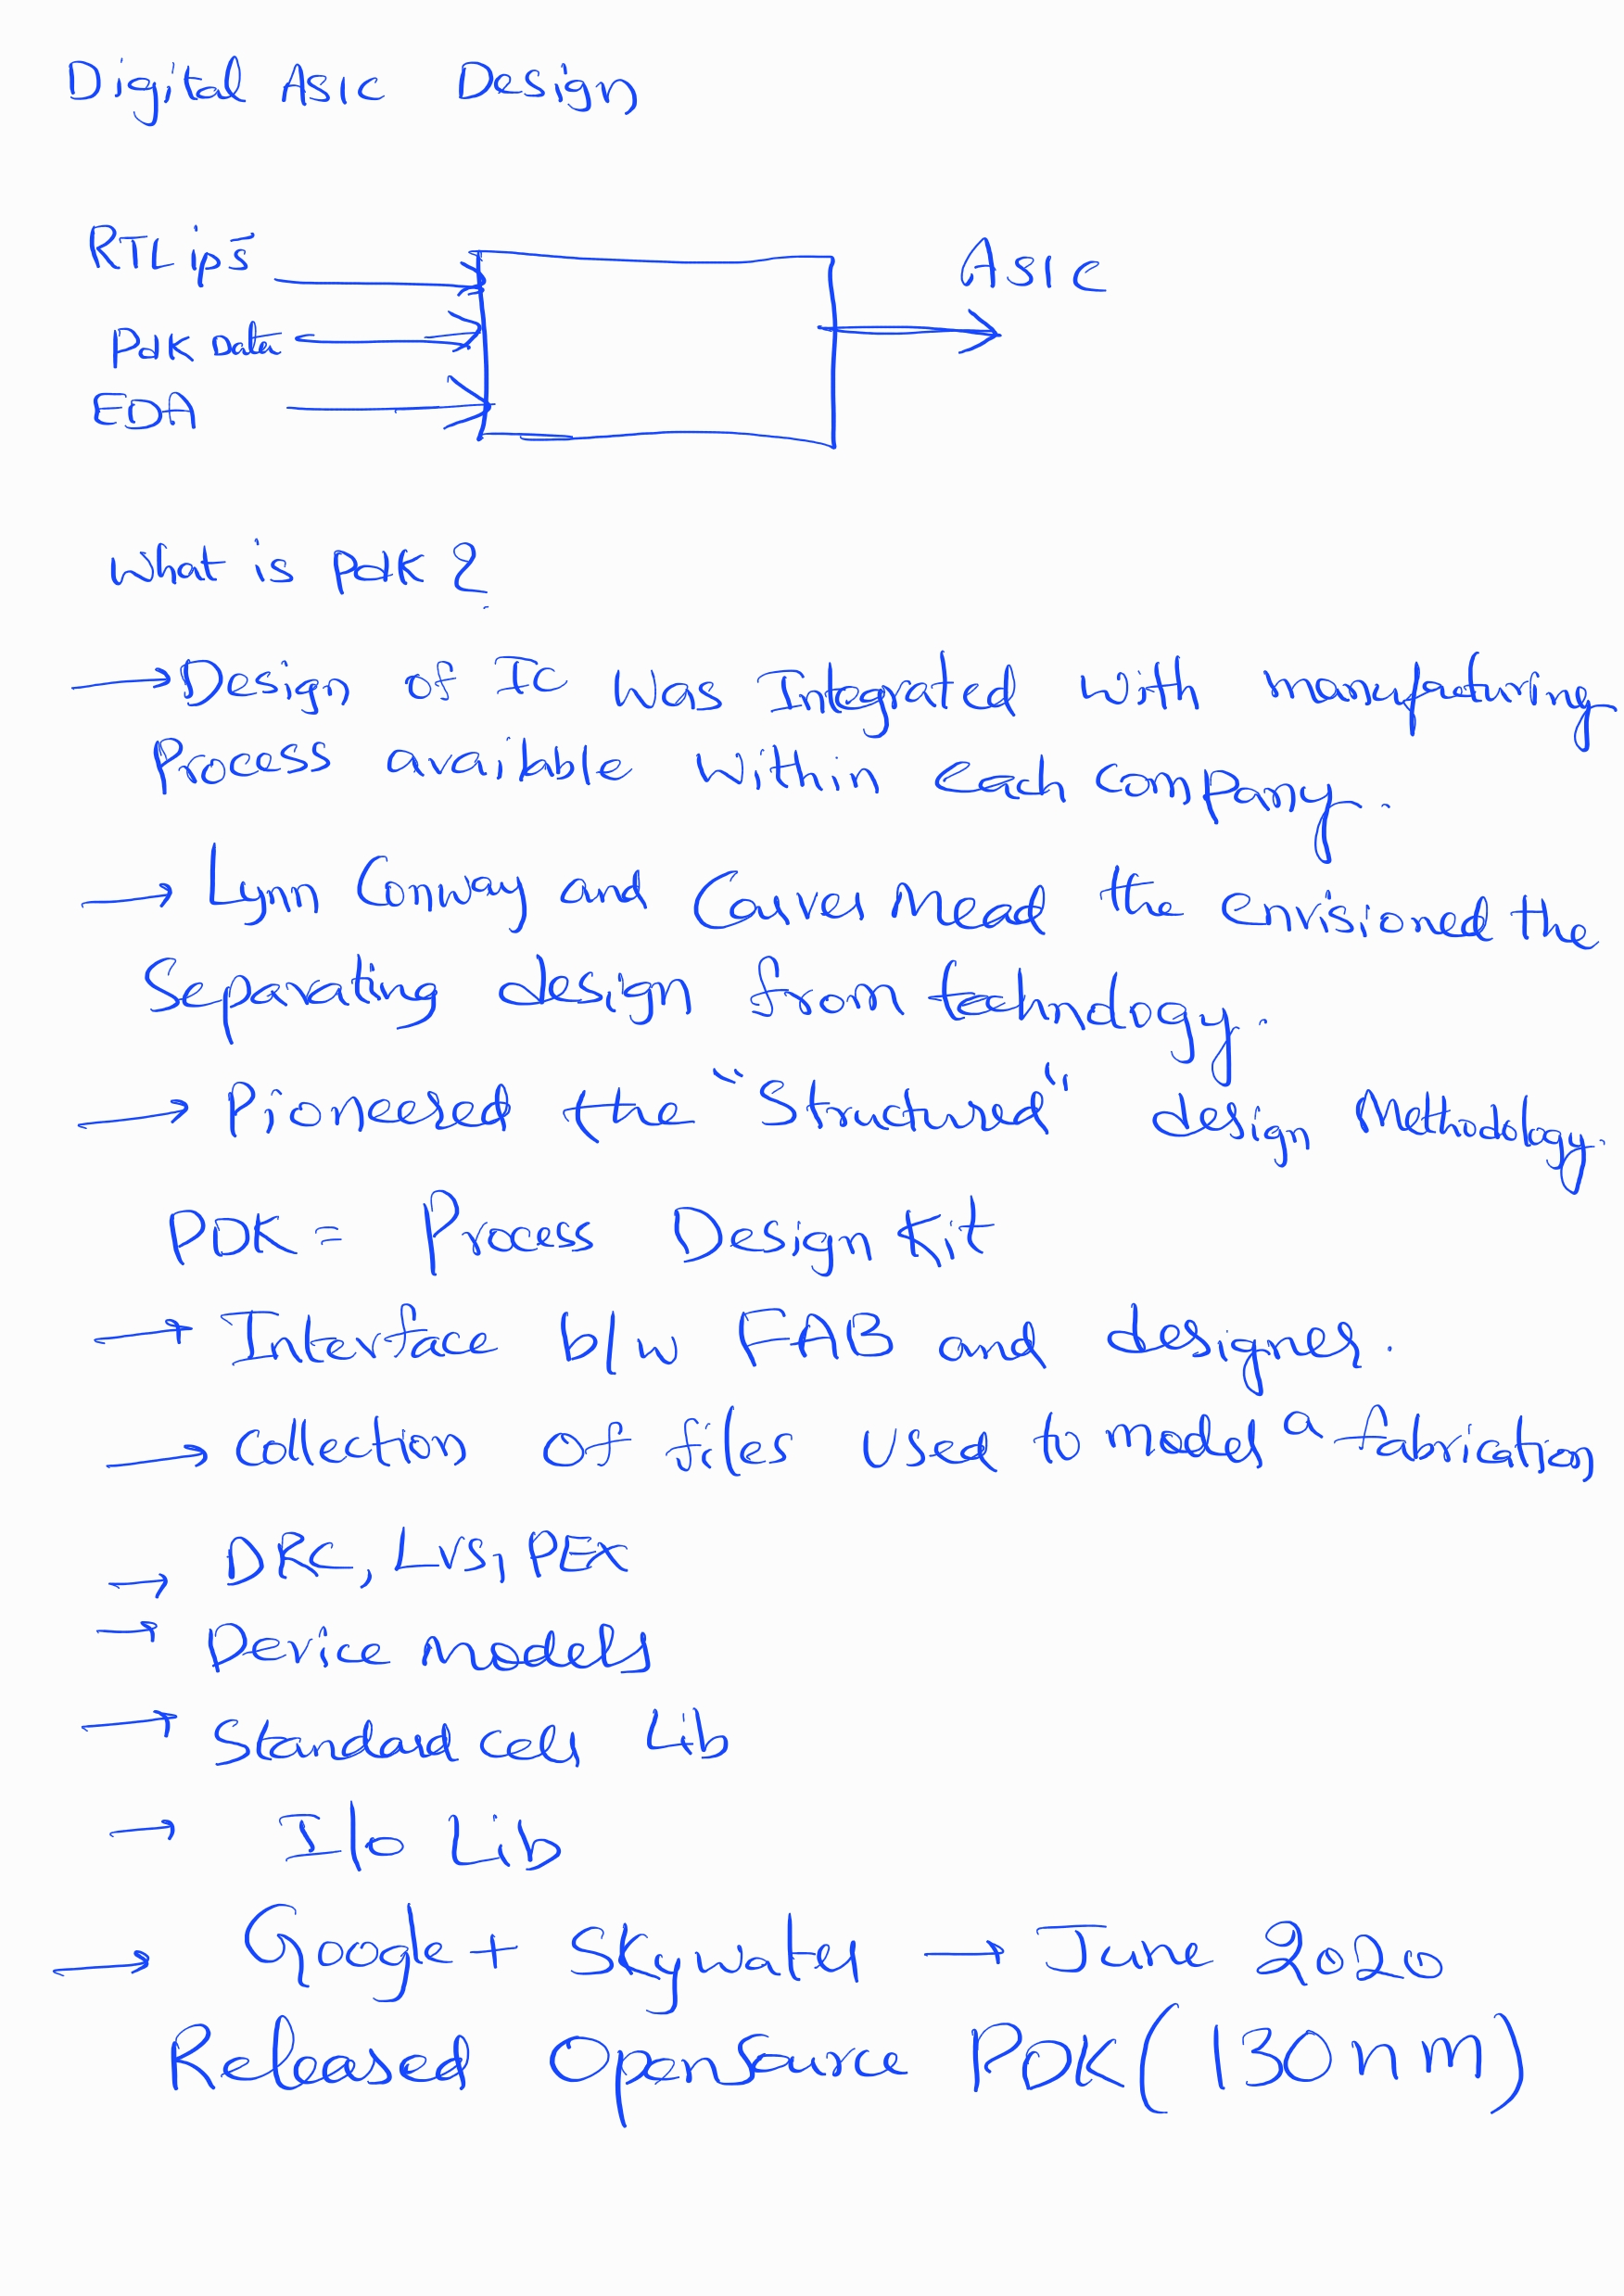 Digital ASIC Design
RTL ips
ASIC
Pdk Data
EDA
What is pdk ?
→ Design of IC was Integrated with manufacturing
Process available within each company.
→ Lynn Conway and Carver Mead the envisioned the
Separating design from technology.
→ Pioneered the "Structured" design Methodology.
PDK = Process Design Kit
→ Interface b/w FAB and designer.
→ Collection of files used to model a fabrication
→ DRC, LVS, PEX
→ Device models
→ Standard cell Lib
→ I/o Lib
→ Google + Skywater → June 2020
Released Opensource PDK (130nm)